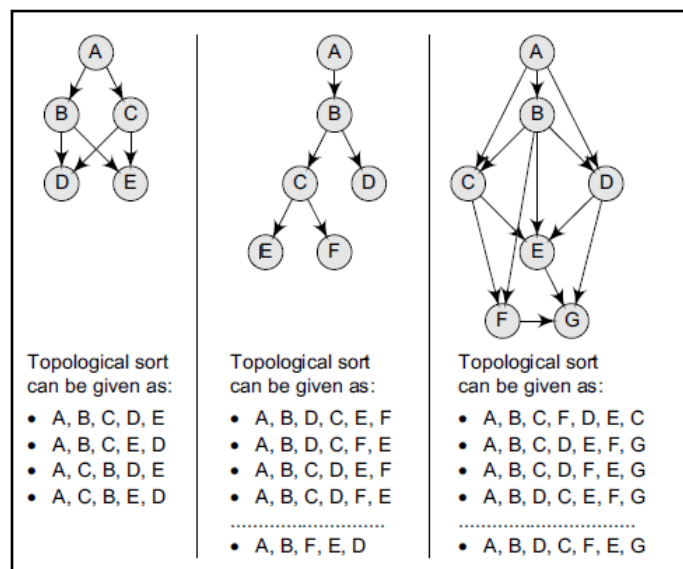 A
B
C
D
E
Topological sort
can be given as:
• A, B, C, D, E
• A, B, C, E, D
• A, C, B, D, E
• A, C, B, E, D
A
B
C
D
E
F
Topological sort
can be given as:
• A, B, D, C, E, F
• A, B, D, C, F, E
• A, B, C, D, E, F
• A, B, C, D, F, E
..............................
• A, B, F, E, D
A
B
C
D
E
F
G
Topological sort
can be given as:
• A, B, C, F, D, E, C
• A, B, C, D, E, F, G
• A, B, C, D, F, E, G
• A, B, D, C, E, F, G
..................................
• A, B, D, C, F, E, G